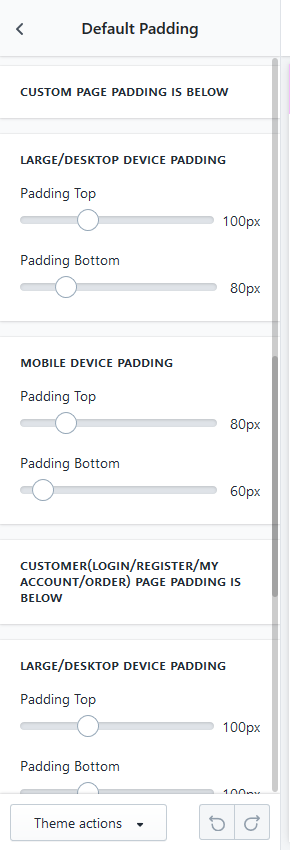 Default Padding
CUSTOM PAGE PADDING IS BELOW
LARGE/DESKTOP DEVICE PADDING
Padding Top
100px
Padding Bottom
80px
MOBILE DEVICE PADDING
Padding Top
80px
Padding Bottom
60px
CUSTOMER(LOGIN/REGISTER/MY
ACCOUNT/ORDER) PAGE PADDING IS
BELOW
LARGE/DESKTOP DEVICE PADDING
Padding Top
100px
Padding Bottom
100px
Theme actions